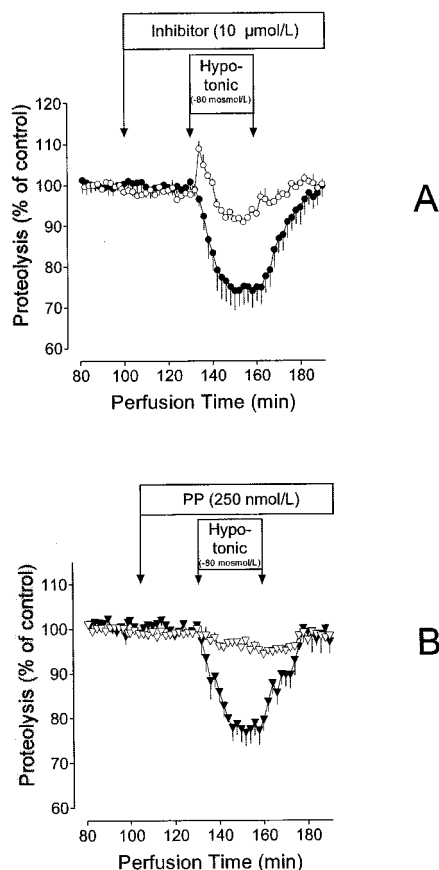 Inhibitor (10 µmol/L)
Hypo-
tonic
(-80 mosmol/L)
120
110
100
90
80
70
60
Proteolysis (% of control)
80 100 120 140 160 180
Perfusion Time (min)
A
PP (250 nmol/L)
Hypo-
tonic
(-80 mosmol/L)
110
100
90
80
70
60
Proteolysis (% of control)
80 100 120 140 160 180
Perfusion Time (min)
B